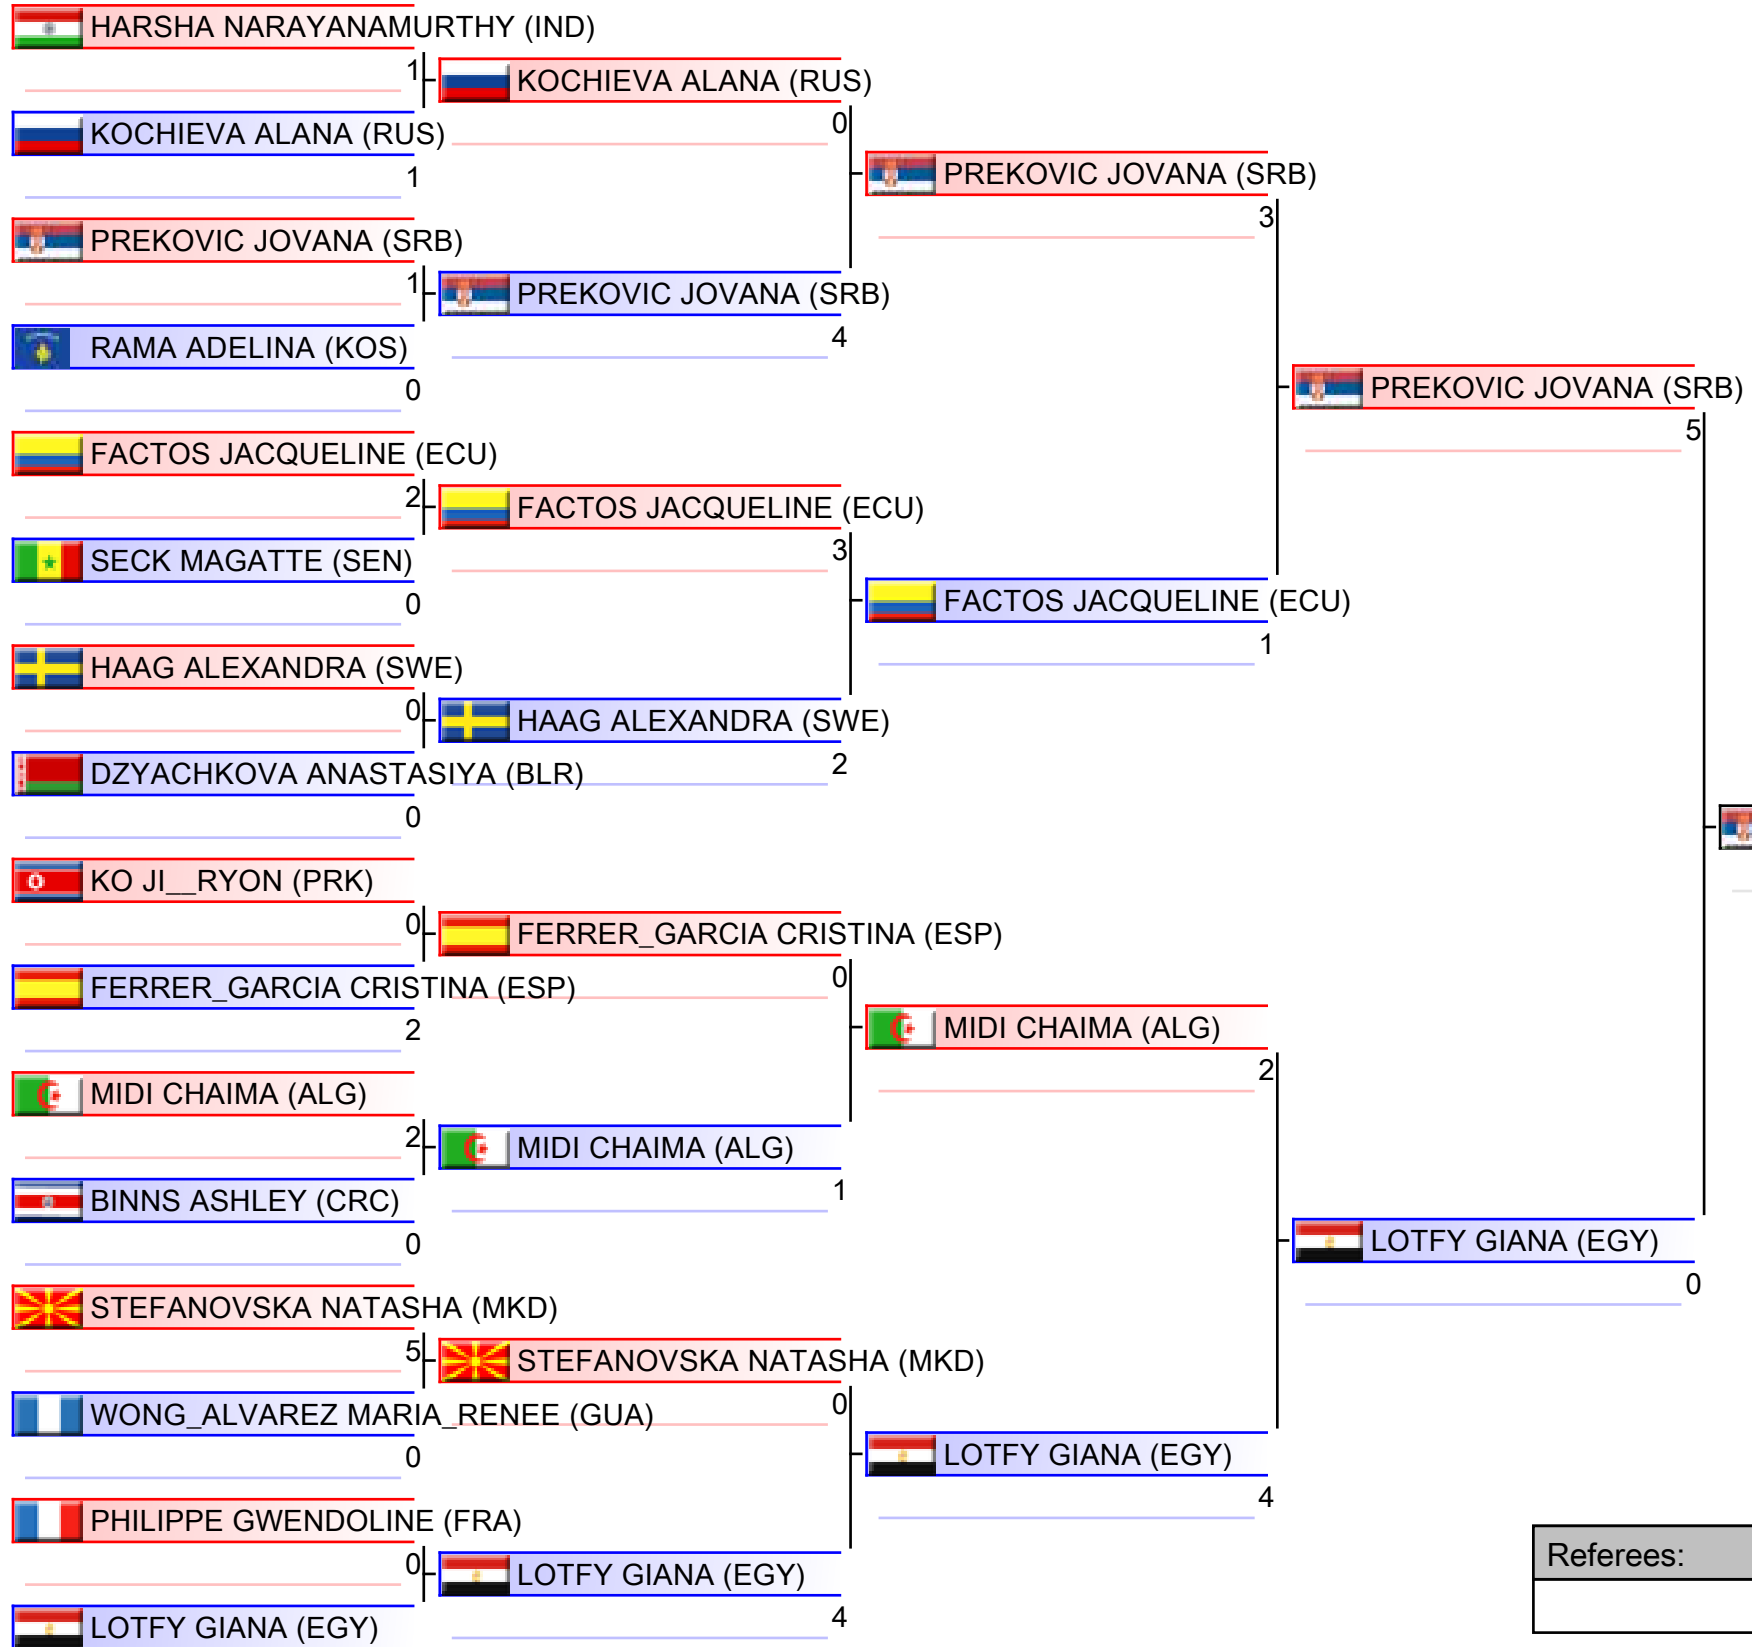 HARSHA NARAYANAMURTHY (IND)
1
KOCHIEVA ALANA (RUS)
1
PREKOVIC JOVANA (SRB)
1
RAMA ADELINA (KOS)
0
FACTOS JACQUELINE (ECU)
2
SECK MAGATTE (SEN)
0
HAAG ALEXANDRA (SWE)
0
DZYACHKOVA ANASTASIYA (BLR)
0
KO JI__RYON (PRK)
0
FERRER_GARCIA CRISTINA (ESP)
2
MIDI CHAIMA (ALG)
2
BINNS ASHLEY (CRC)
0
STEFANOVSKA NATASHA (MKD)
5
WONG_ALVAREZ MARIA_RENEE (GUA)
0
PHILIPPE GWENDOLINE (FRA)
0
LOTFY GIANA (EGY)
KOCHIEVA ALANA (RUS)
0
PREKOVIC JOVANA (SRB)
4
FACTOS JACQUELINE (ECU)
3
HAAG ALEXANDRA (SWE)
2
FERRER_GARCIA CRISTINA (ESP)
0
MIDI CHAIMA (ALG)
1
STEFANOVSKA NATASHA (MKD)
0
LOTFY GIANA (EGY)
4
PREKOVIC JOVANA (SRB)
3
FACTOS JACQUELINE (ECU)
1
MIDI CHAIMA (ALG)
2
LOTFY GIANA (EGY)
4
PREKOVIC JOVANA (SRB)
5
LOTFY GIANA (EGY)
0
Referees: